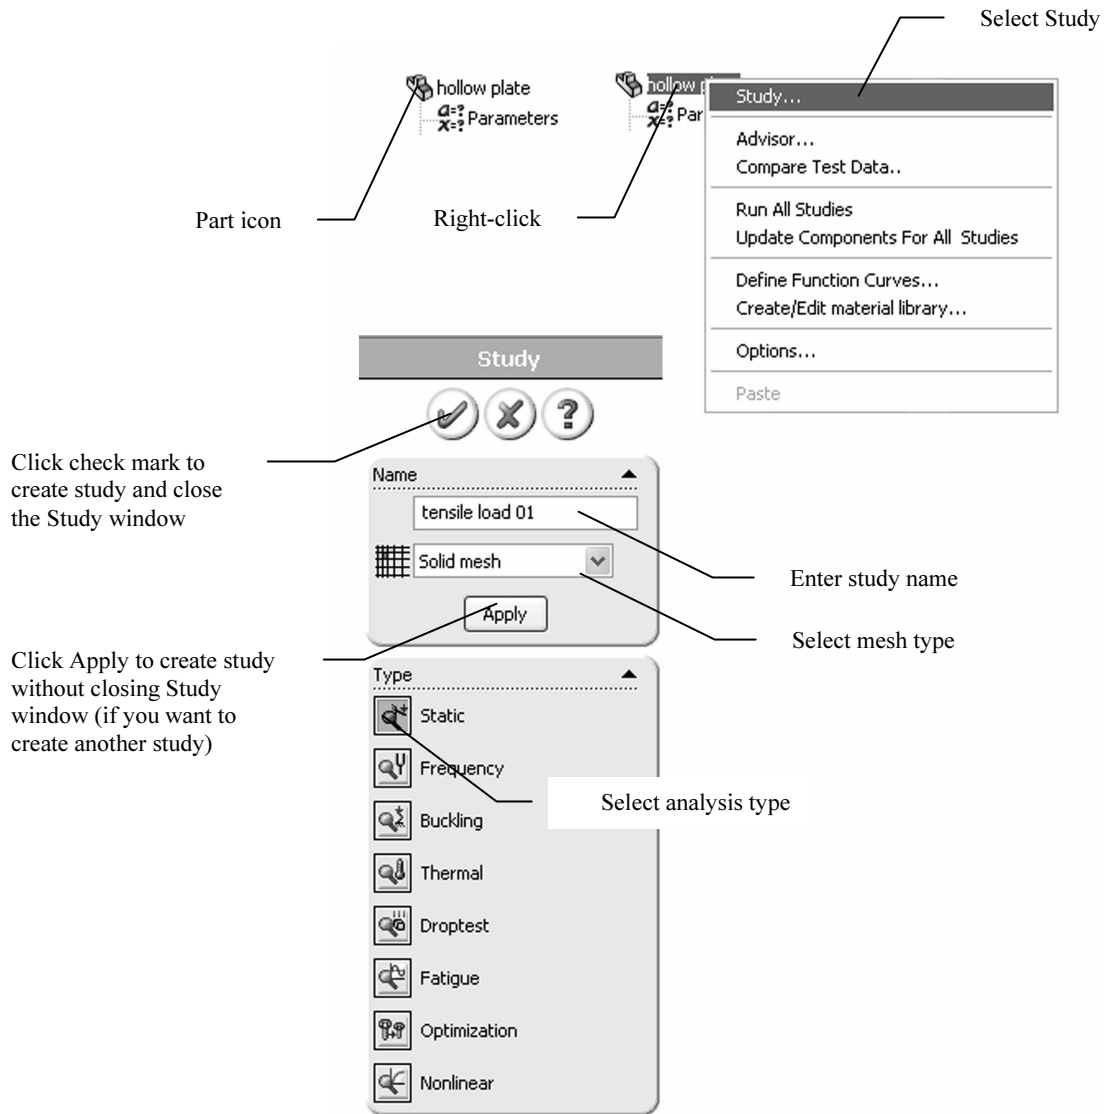 Select Study
hollow plate
a=?
x=? Parameters
hollow p
a=?
x=? Par
Study...
Advisor...
Compare Test Data..
Run All Studies
Update Components For All Studies
Define Function Curves...
Create/Edit material library...
Options...
Paste
Part icon
Right-click
Study
?
Click check mark to
create study and close
the Study window
Name
tensile load 01
Solid mesh
Apply
Enter study name
Select mesh type
Click Apply to create study
without closing Study
window (if you want to
create another study)
Type
Static
Frequency
Select analysis type
Buckling
Thermal
Droptest
Fatigue
Optimization
Nonlinear